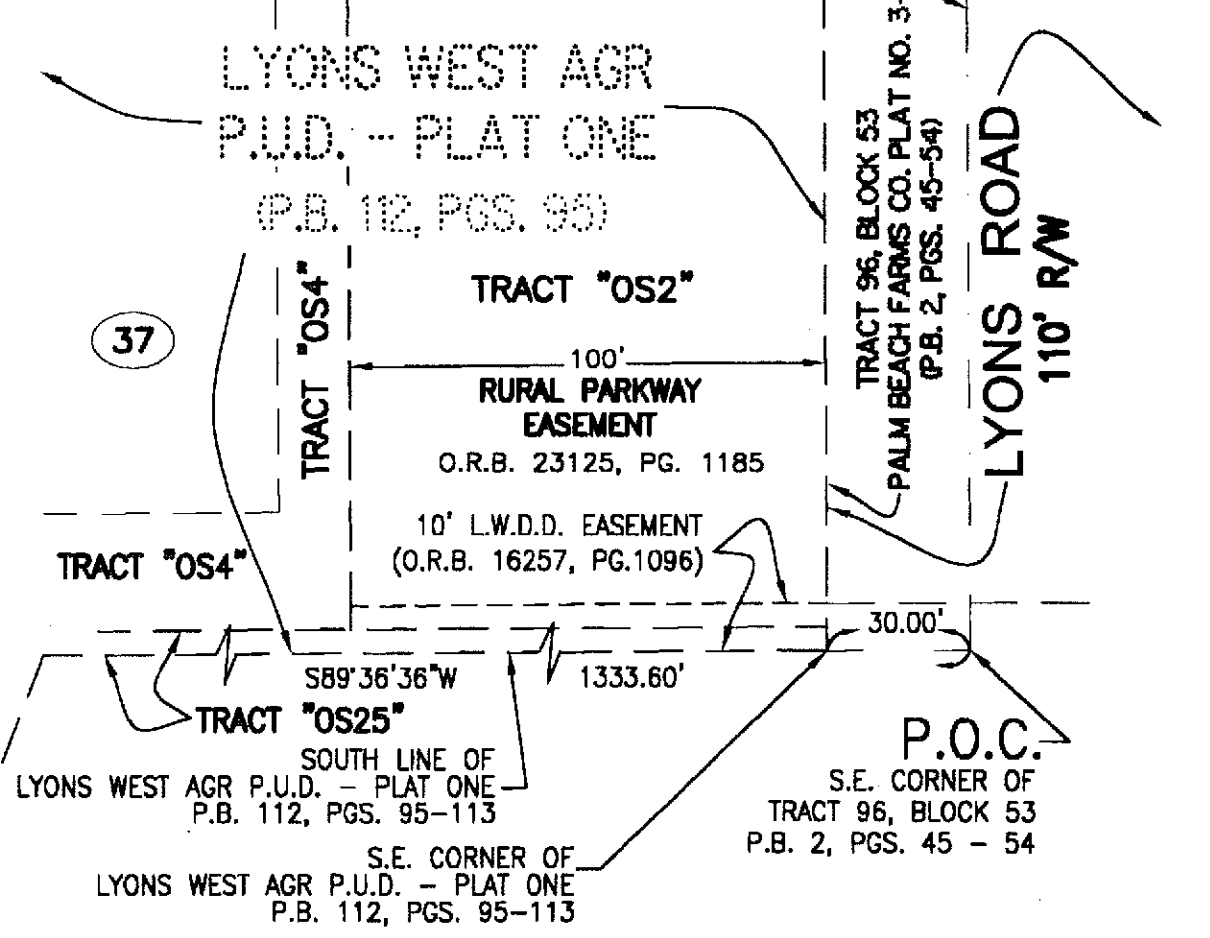 LYONS WEST AGR
P.U.D. - PLAT ONE
(P.B. 112, PGS. 95)
TRACT "OS2"
37
TRACT "OS4"
100'
RURAL PARKWAY
EASEMENT
O.R.B. 23125, PG. 1185
TRACT 96, BLOCK 53
PALM BEACH FARMS CO. PLAT NO. 3
(P.B. 2, PGS. 45-54)
LYONS ROAD
110' R/W
10' L.W.D.D. EASEMENT
(O.R.B. 16257, PG.1096)
TRACT "OS4"
30.00'
S89°36'36"W
1333.60'
TRACT "OS25"
SOUTH LINE OF
LYONS WEST AGR P.U.D. - PLAT ONE
P.B. 112, PGS. 95-113
P.O.C.
S.E. CORNER OF
TRACT 96, BLOCK 53
P.B. 2, PGS. 45 - 54
S.E. CORNER OF
LYONS WEST AGR P.U.D. - PLAT ONE
P.B. 112, PGS. 95-113